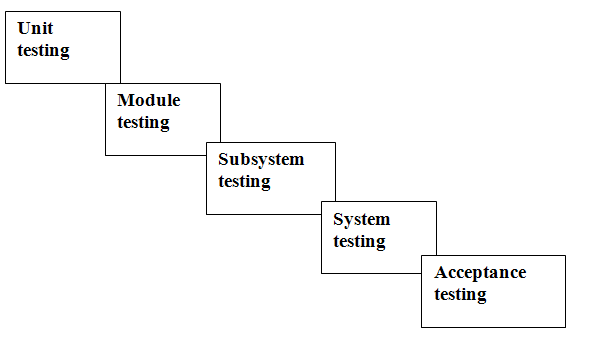 Unit
testing
Module
testing
Subsystem
testing
System
testing
Acceptance
testing